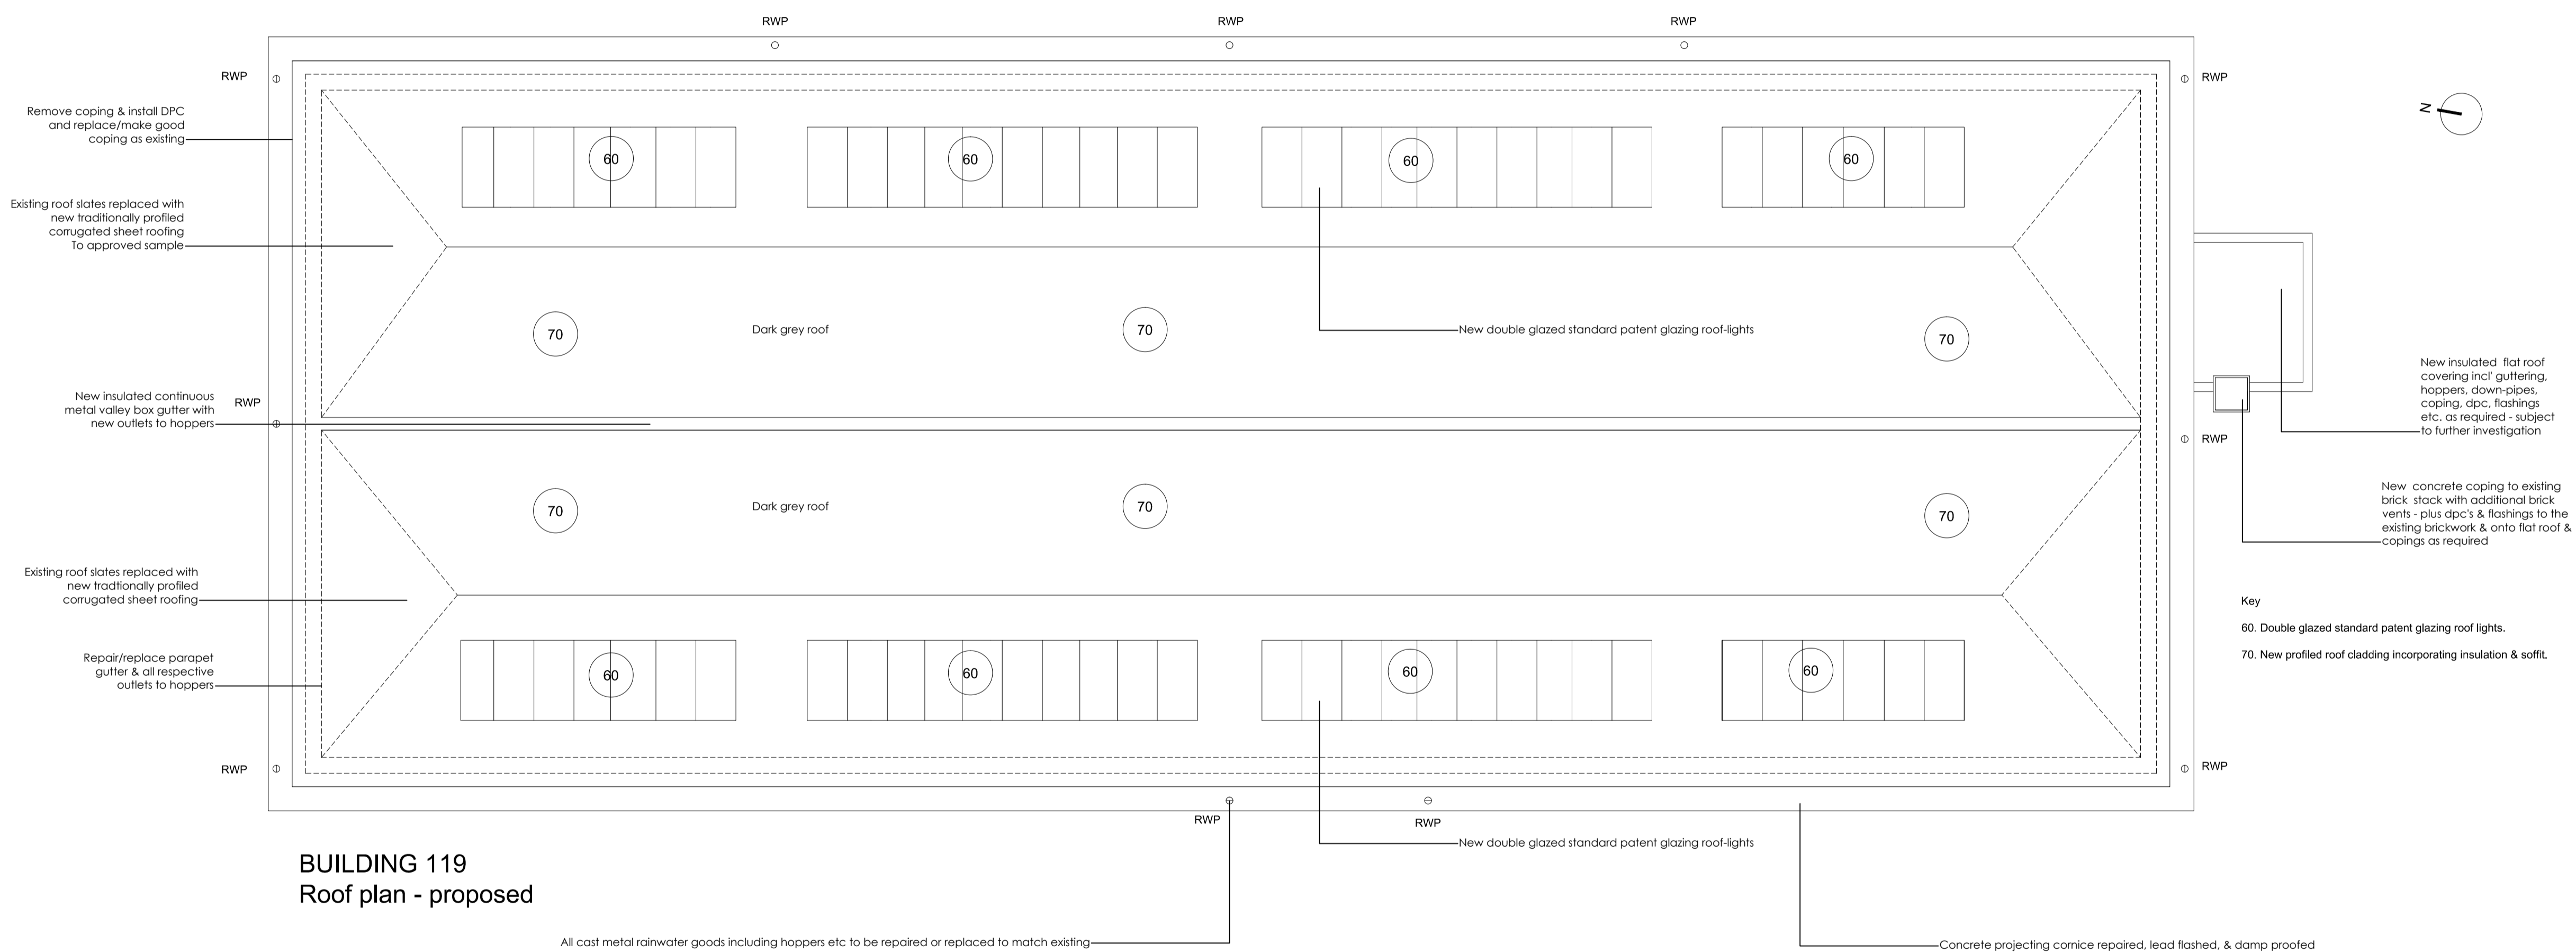 RWP
RWP
RWP
RWP
RWP
N
Remove coping & install DPC
and replace/make good
coping as existing
60
60
60
60
Existing roof slates replaced with
new traditionally profiled
corrugated sheet roofing
To approved sample
70
Dark grey roof
70
New double glazed standard patent glazing roof-lights
70
New insulated flat roof
covering incl' guttering,
hoppers, down-pipes,
coping, dpc, flashings
etc. as required - subject
to further investigation
New insulated continuous
metal valley box gutter with
new outlets to hoppers
RWP
RWP
70
Dark grey roof
70
70
New concrete coping to existing
brick stack with additional brick
vents - plus dpc's & flashings to the
existing brickwork & onto flat roof &
copings as required
Existing roof slates replaced with
new tradtionally profiled
corrugated sheet roofing
Key
60. Double glazed standard patent glazing roof lights.
70. New profiled roof cladding incorporating insulation & soffit.
Repair/replace parapet
gutter & all respective
outlets to hoppers
60
60
60
60
RWP
RWP
RWP
RWP
New double glazed standard patent glazing roof-lights
BUILDING 119
Roof plan - proposed
All cast metal rainwater goods including hoppers etc to be repaired or replaced to match existing
Concrete projecting cornice repaired, lead flashed, & damp proofed